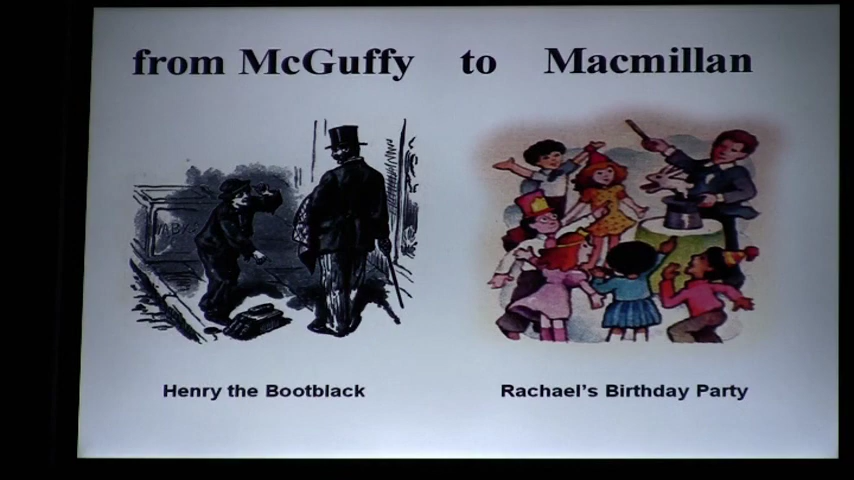 from McGuffy to Macmillan
Henry the Bootblack
Rachael's Birthday Party